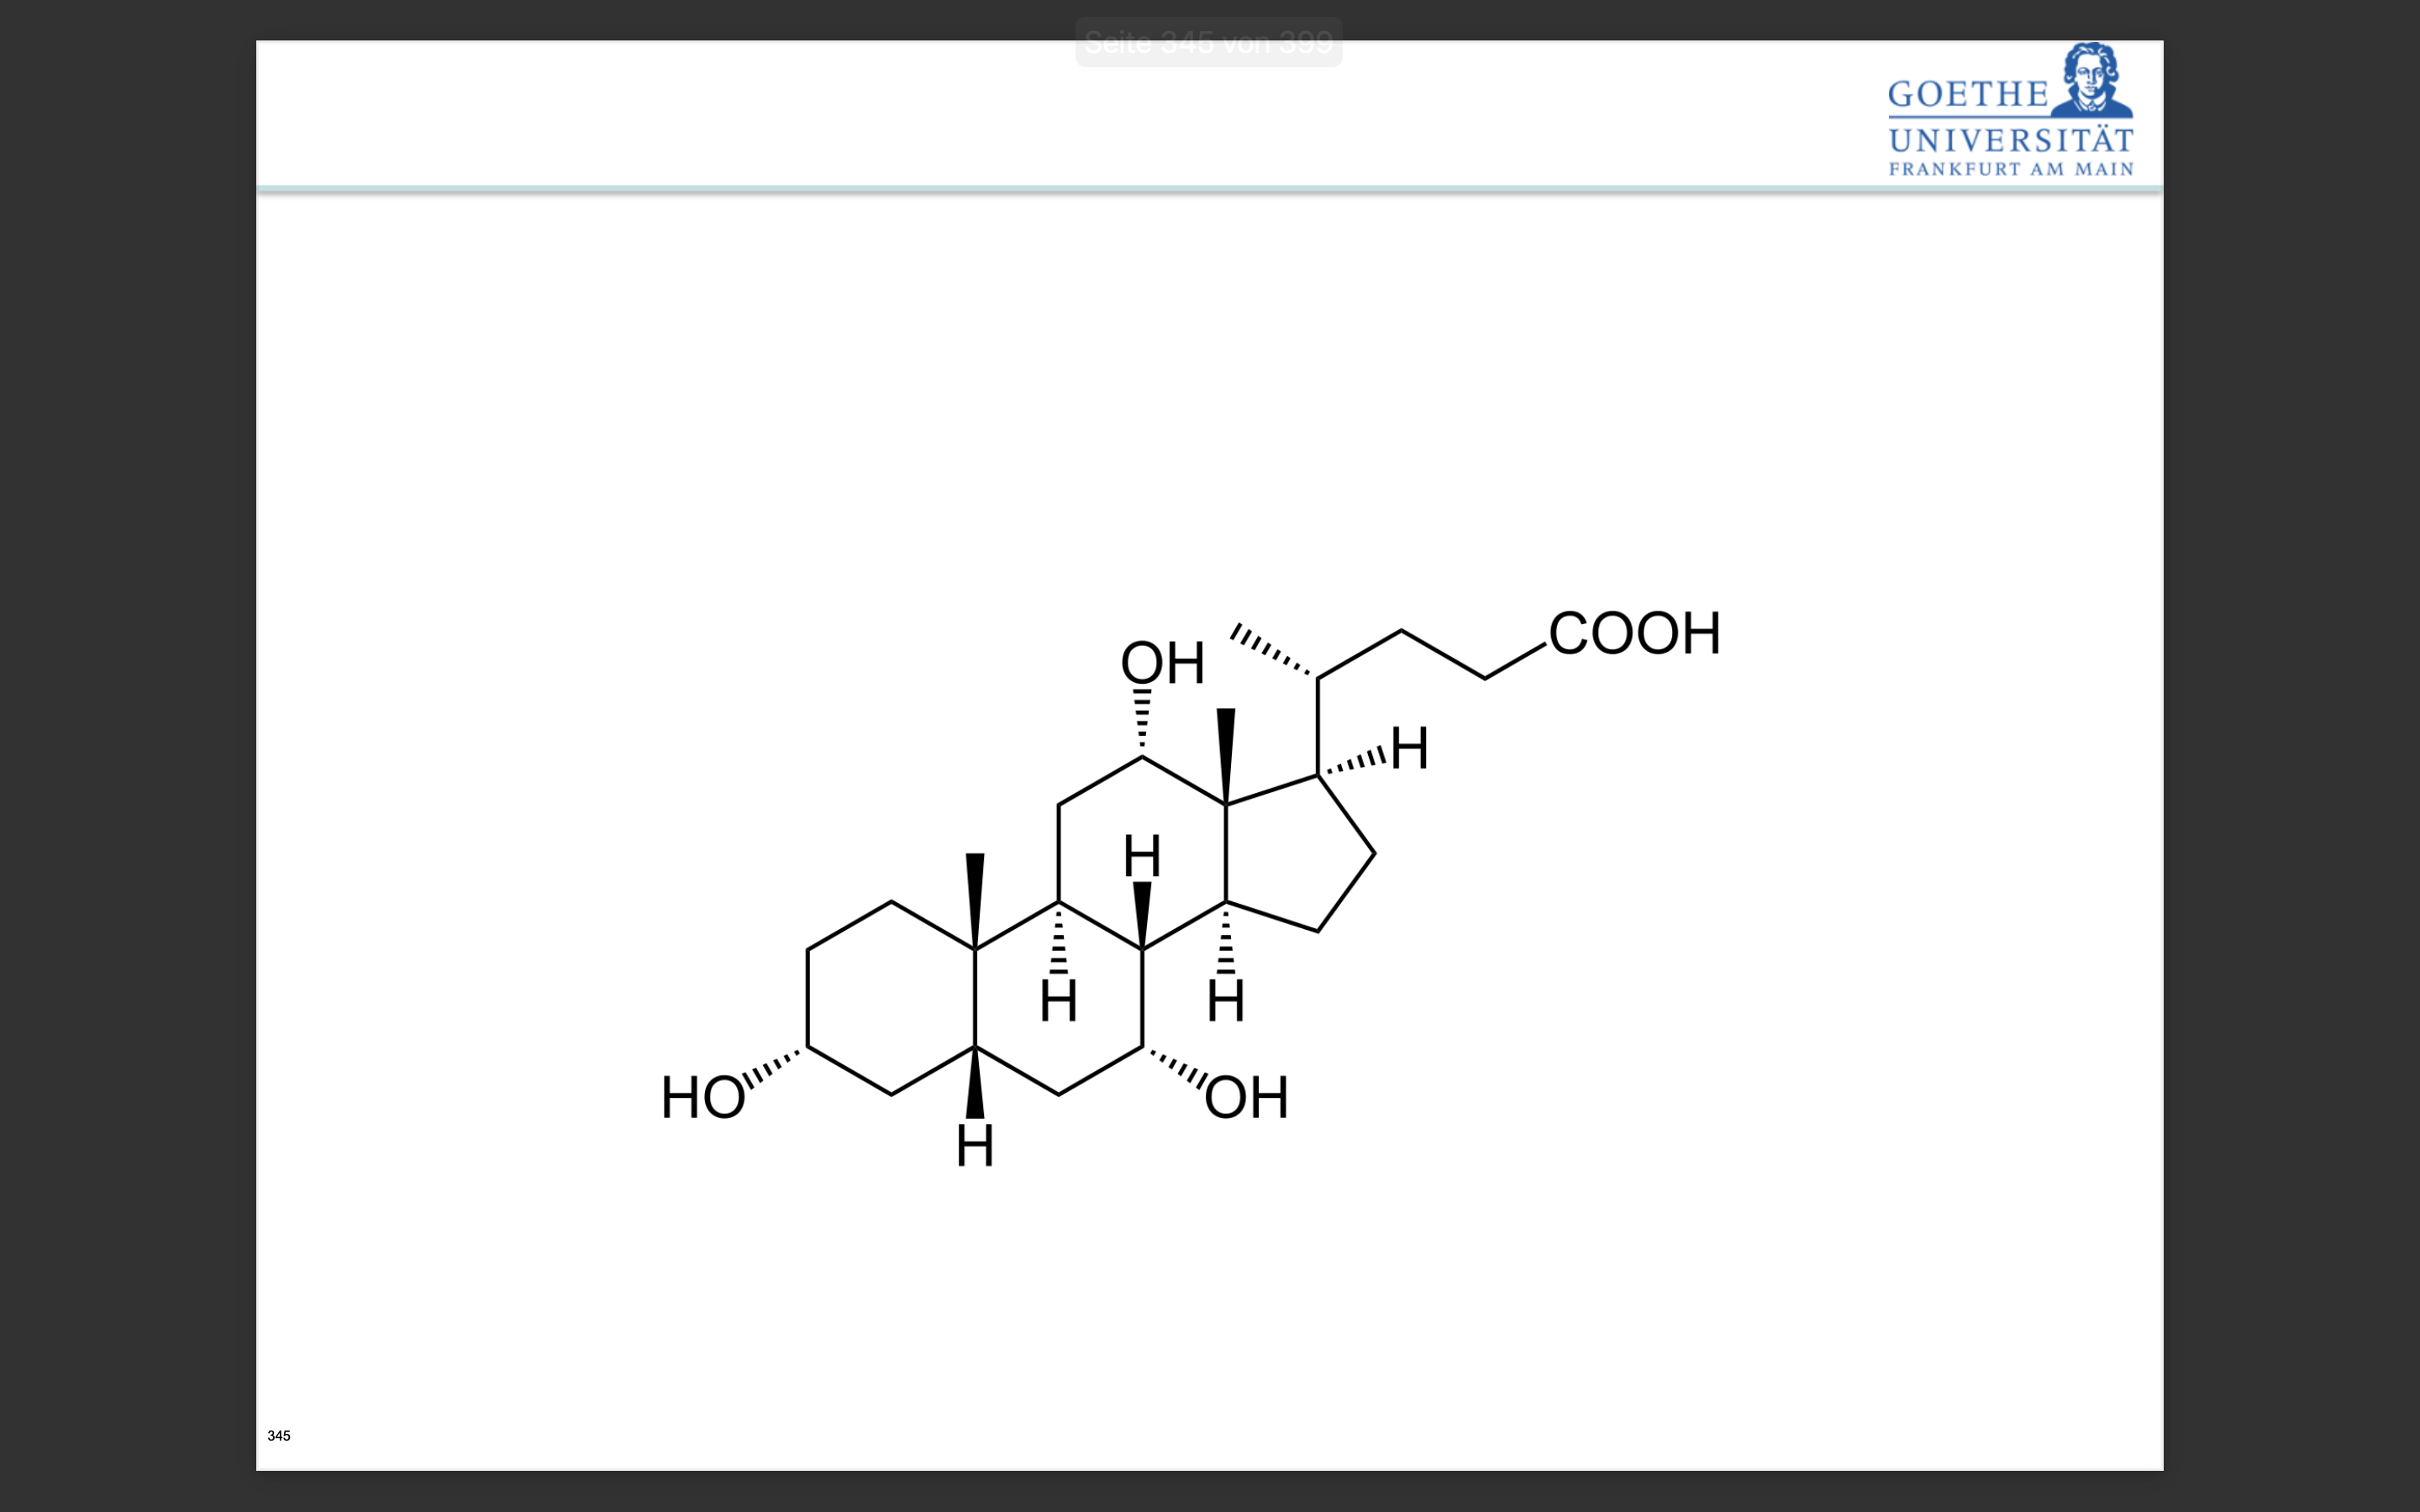 Seite 345 von 399
GOETHE
UNIVERSITÄT
FRANKFURT AM MAIN
COOH
OH
H
H
H
H
HO
OH
H
345